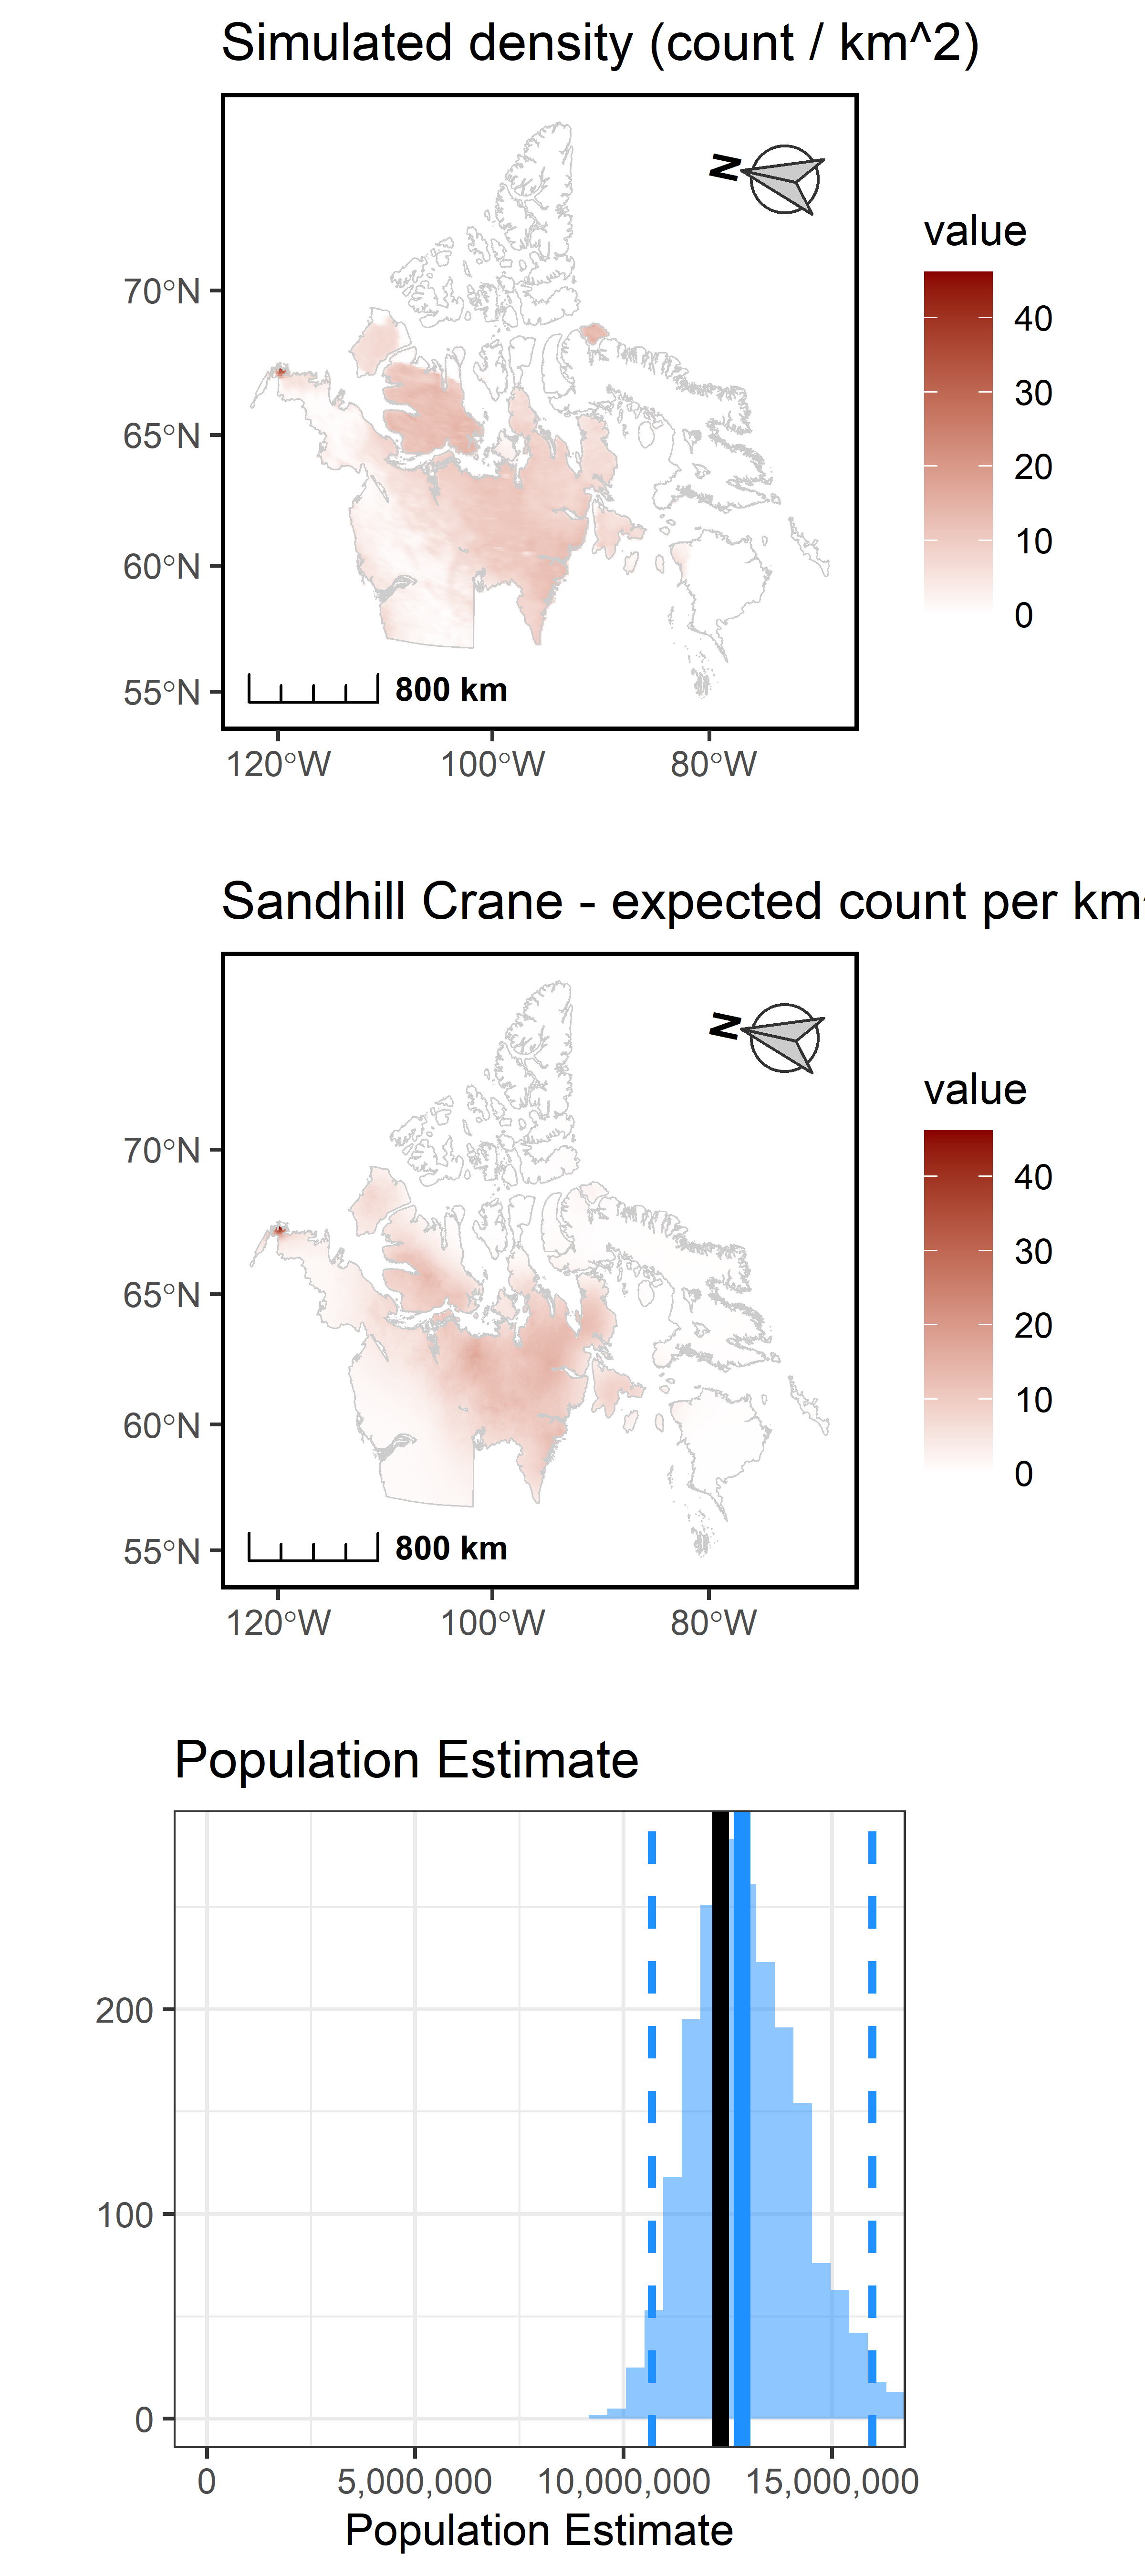 Simulated density (count / km^2)
N
70°N
65°N
60°N
55°N
800 km
120°W
100°W
80°W
value
40
30
20
10
0
Sandhill Crane - expected count per km^
N
70°N
65°N
60°N
55°N
800 km
120°W
100°W
80°W
value
40
30
20
10
0
Population Estimate
200
100
0
0
5,000,000
10,000,000
15,000,000
Population Estimate